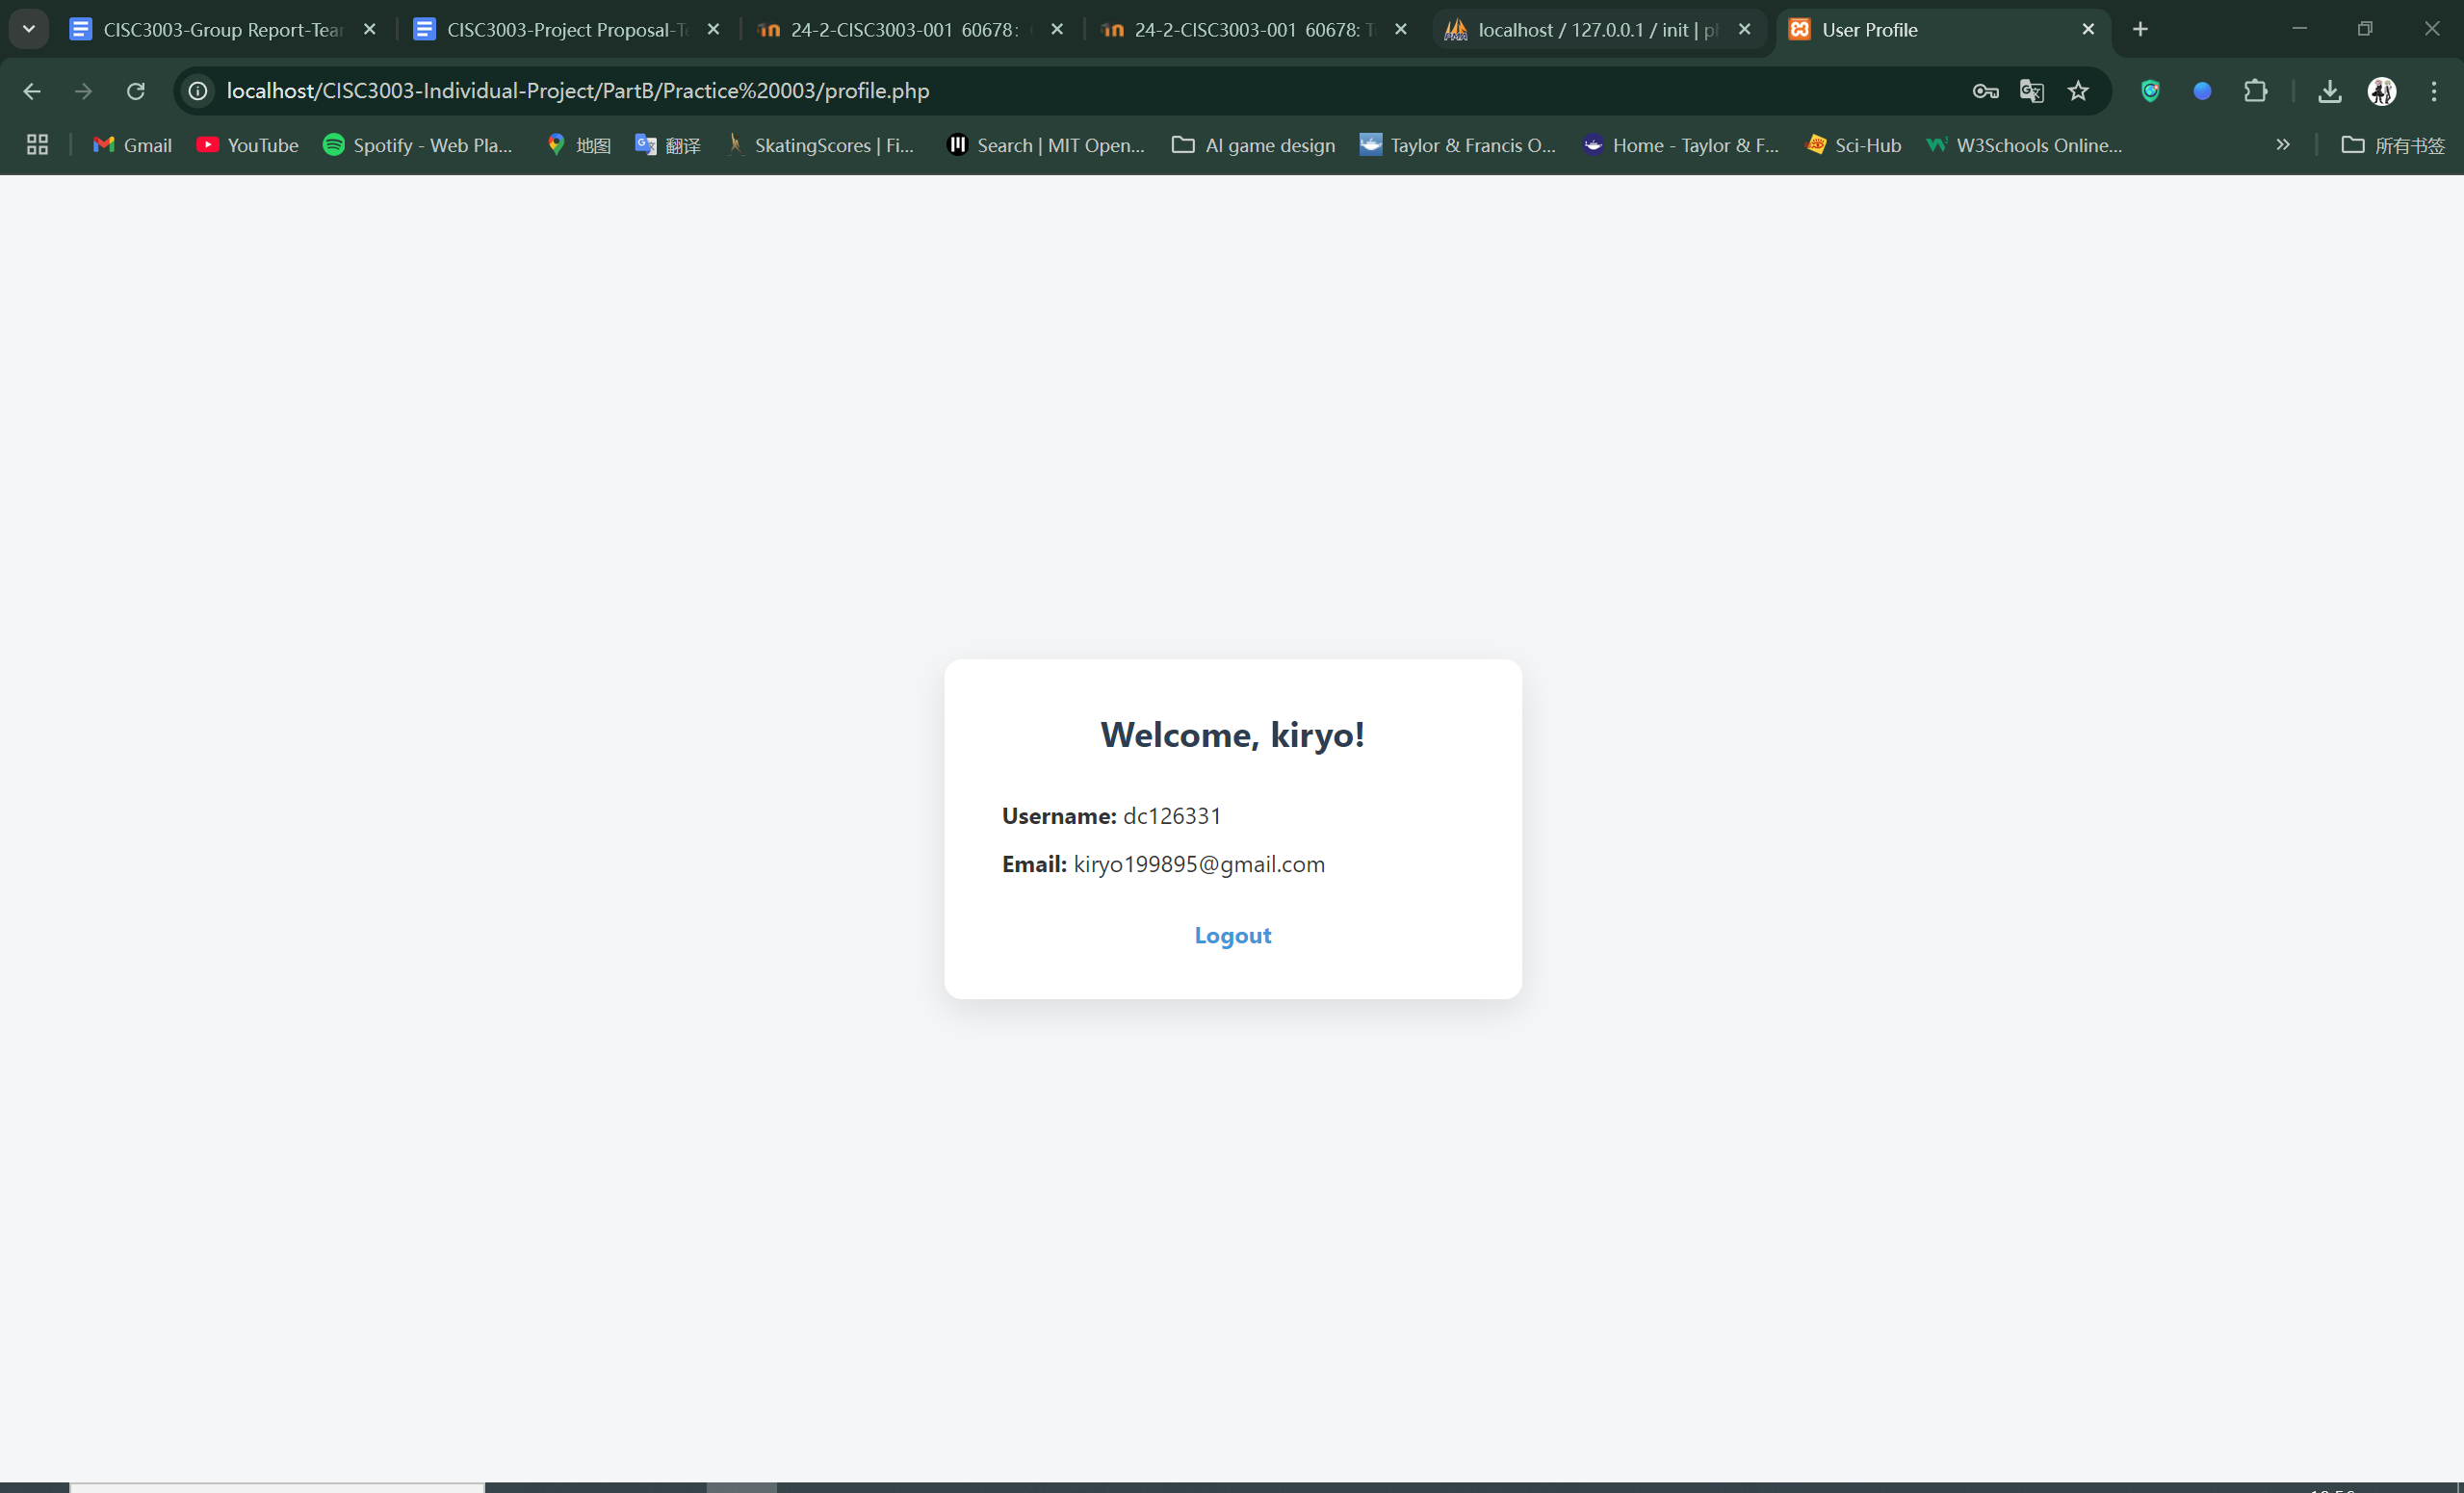 CISC3003-Group Report-Tear
CISC3003-Project Proposal-T
24-2-CISC3003-001 60678:
24-2-CISC3003-001 60678: T
localhost / 127.0.0.1 / init | p
User Profile
localhost/CISC3003-Individual-Project/PartB/Practice%20003/profile.php
Gmail
YouTube
Spotify - Web Pla...
地图
翻译
SkatingScores | Fi...
Search | MIT Open...
AI game design
Taylor & Francis O...
Home - Taylor & F...
Sci-Hub
W3Schools Online...
所有书签
Welcome, kiryo!
Username: dc126331
Email: kiryo199895@gmail.com
Logout